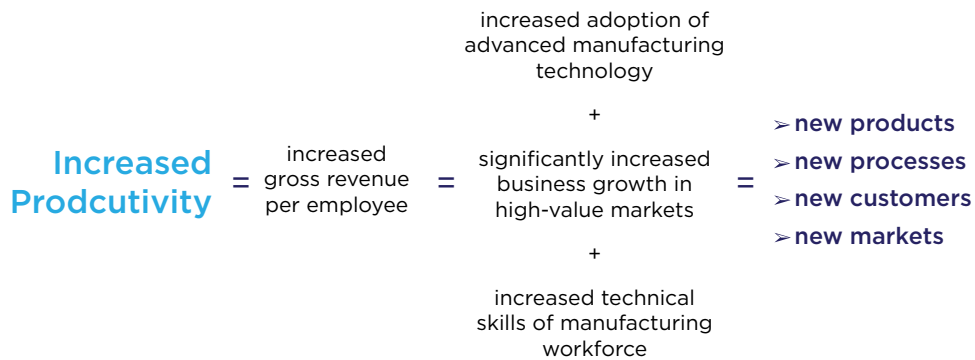 Increased
Prodcutivity
=
increased
gross revenue
per employee
=
increased adoption of
advanced manufacturing
technology
+
significantly increased
business growth in
high-value markets
+
increased technical
skills of manufacturing
workforce
=
➢ new products
➢ new processes
➢ new customers
➢ new markets